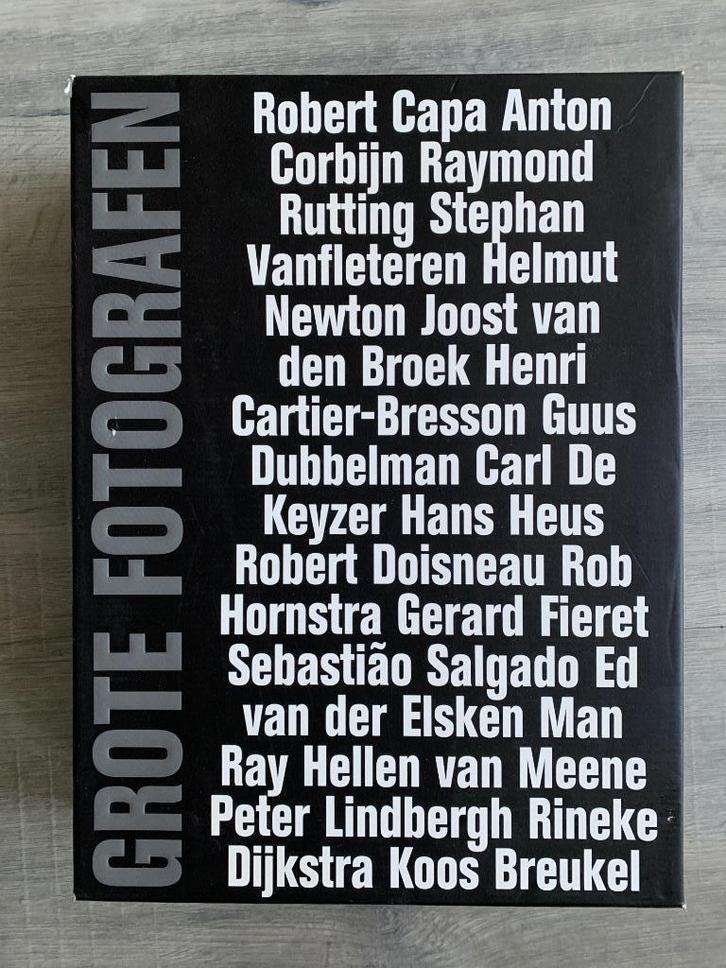 GROTE FOTOGRAFEN
Robert Capa Anton
Corbijn Raymond
Rutting Stephan
Vanfleteren Helmut
Newton Joost van
den Broek Henri
Cartier-Bresson Guus
Dubbelman Carl De
Keyzer Hans Heus
Robert Doisneau Rob
Hornstra Gerard Fieret
Sebastião Salgado Ed
van der Elsken Man
Ray Hellen van Meene
Peter Lindbergh Rineke
Dijkstra Koos Breukel